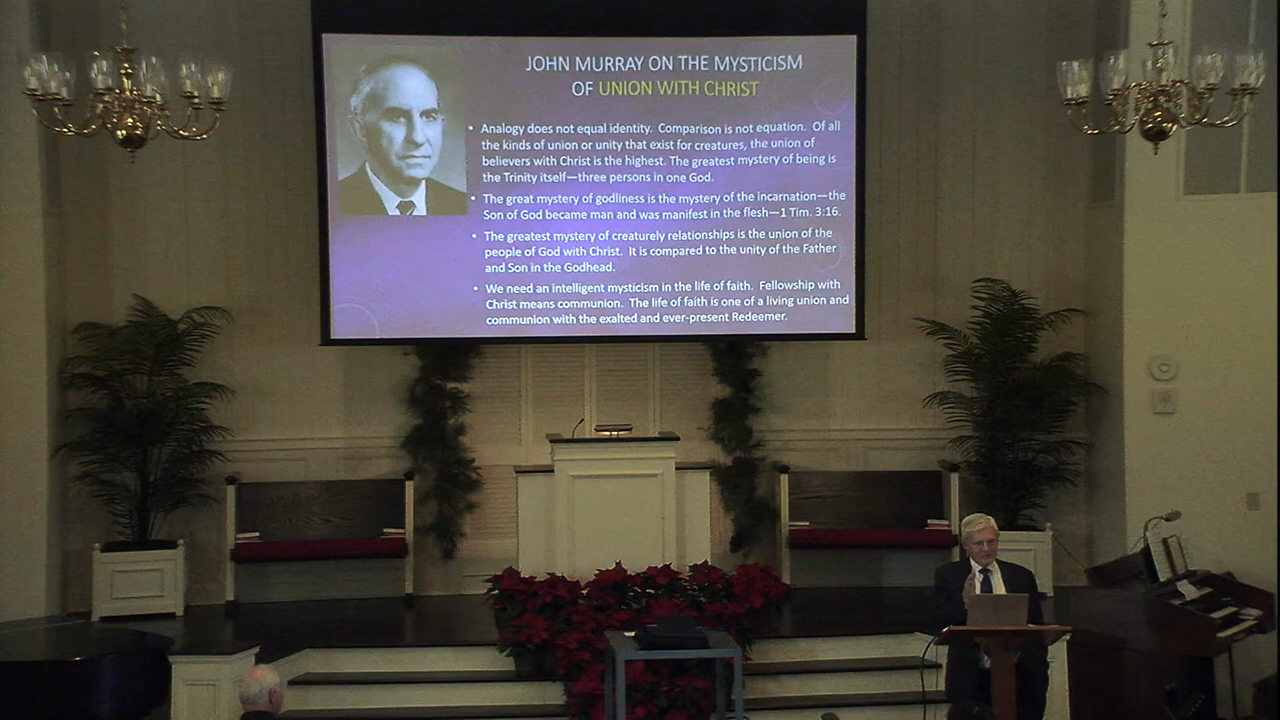 JOHN MURRAY ON THE MYSTICISM
OF UNION WITH CHRIST
• Analogy does not equal identity. Comparison is not equation. Of all
the kinds of union or unity that exist for creatures, the union of
believers with Christ is the highest. The greatest mystery of being is
the Trinity itself—three persons in one God.
• The great mystery of godliness is the mystery of the incarnation—the
Son of God became man and was manifest in the flesh—1 Tim. 3:16.
• The greatest mystery of creaturely relationships is the union of the
people of God with Christ. It is compared to the unity of the Father
and Son in the Godhead.
• We need an intelligent mysticism in the life of faith. Fellowship with
Christ means communion. The life of faith is one of a living union and
communion with the exalted and ever-present Redeemer.